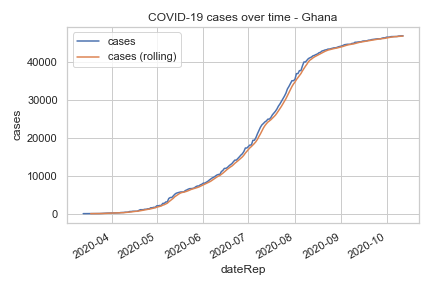 COVID-19 cases over time - Ghana
cases
cases (rolling)
cases
40000
30000
20000
10000
0
2020-04
2020-05
2020-06
2020-07
2020-08
2020-09
2020-10
dateRep